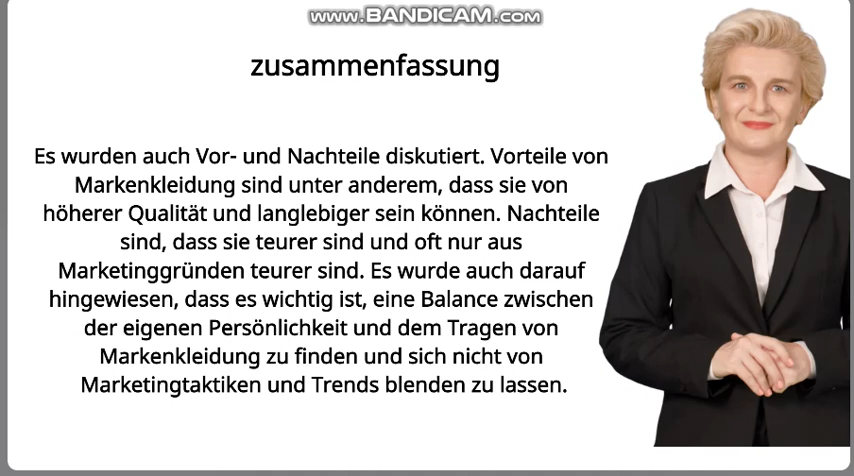 www.BANDICAM.com
zusammenfassung
Es wurden auch Vor- und Nachteile diskutiert. Vorteile von
Markenkleidung sind unter anderem, dass sie von
höherer Qualität und langlebiger sein können. Nachteile
sind, dass sie teurer sind und oft nur aus
Marketinggründen teurer sind. Es wurde auch darauf
hingewiesen, dass es wichtig ist, eine Balance zwischen
der eigenen Persönlichkeit und dem Tragen von
Markenkleidung zu finden und sich nicht von
Marketingtaktiken und Trends blenden zu lassen.